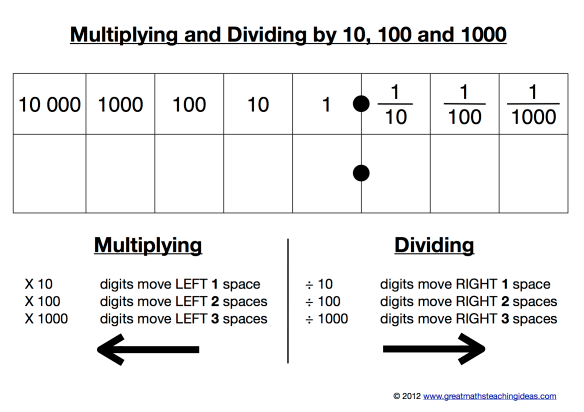 Multiplying and Dividing by 10, 100 and 1000
10 000 1000 100 10 1 1/10 1/100 1/1000
Multiplying
X 10 digits move LEFT 1 space
X 100 digits move LEFT 2 spaces
X 1000 digits move LEFT 3 spaces
Dividing
÷ 10 digits move RIGHT 1 space
÷ 100 digits move RIGHT 2 spaces
÷ 1000 digits move RIGHT 3 spaces
© 2012 www.greatmathsteachingideas.com